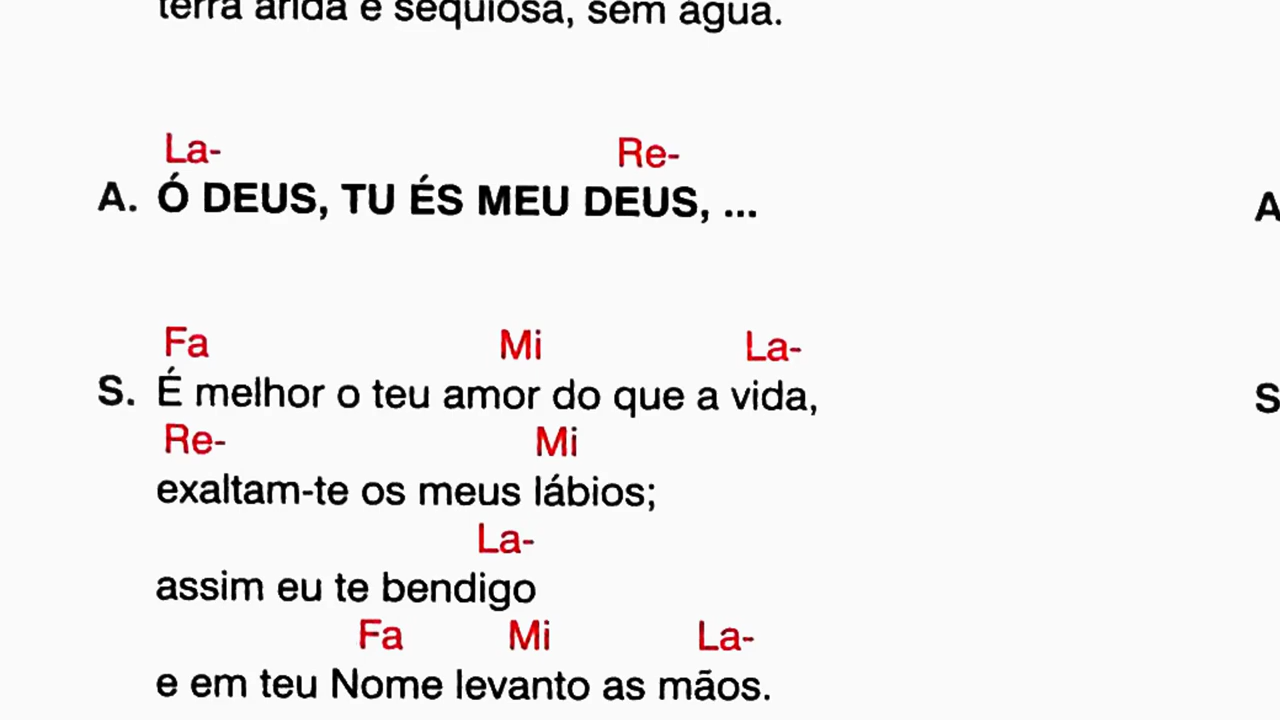 terra árida e sequiosa, sem água.
La- Re-
A. Ó DEUS, TU ÉS MEU DEUS, ...
A
Fa Mi La-
S. É melhor o teu amor do que a vida,
S
Re- Mi
exaltam-te os meus lábios;
La-
assim eu te bendigo
Fa Mi La-
e em teu Nome levanto as mãos.